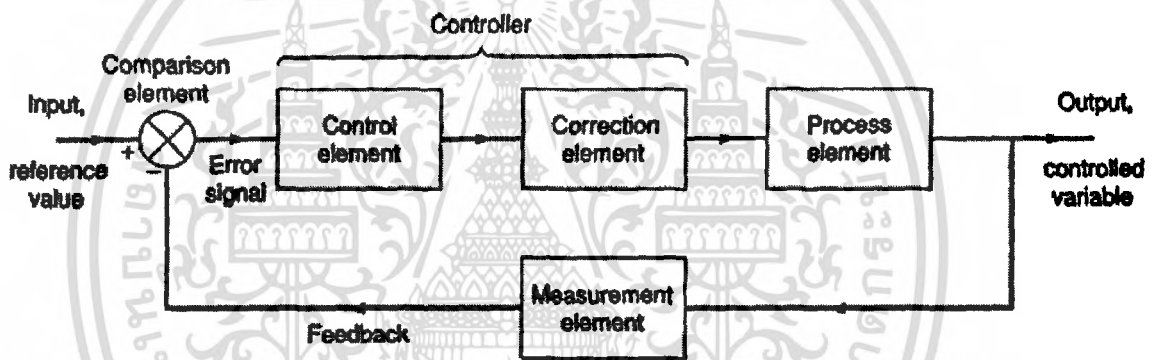 Controller
Comparison
element
Input,
reference
value
+
−
Error
signal
Control
element
Correction
element
Process
element
Output,
controlled
variable
Measurement
element
Feedback